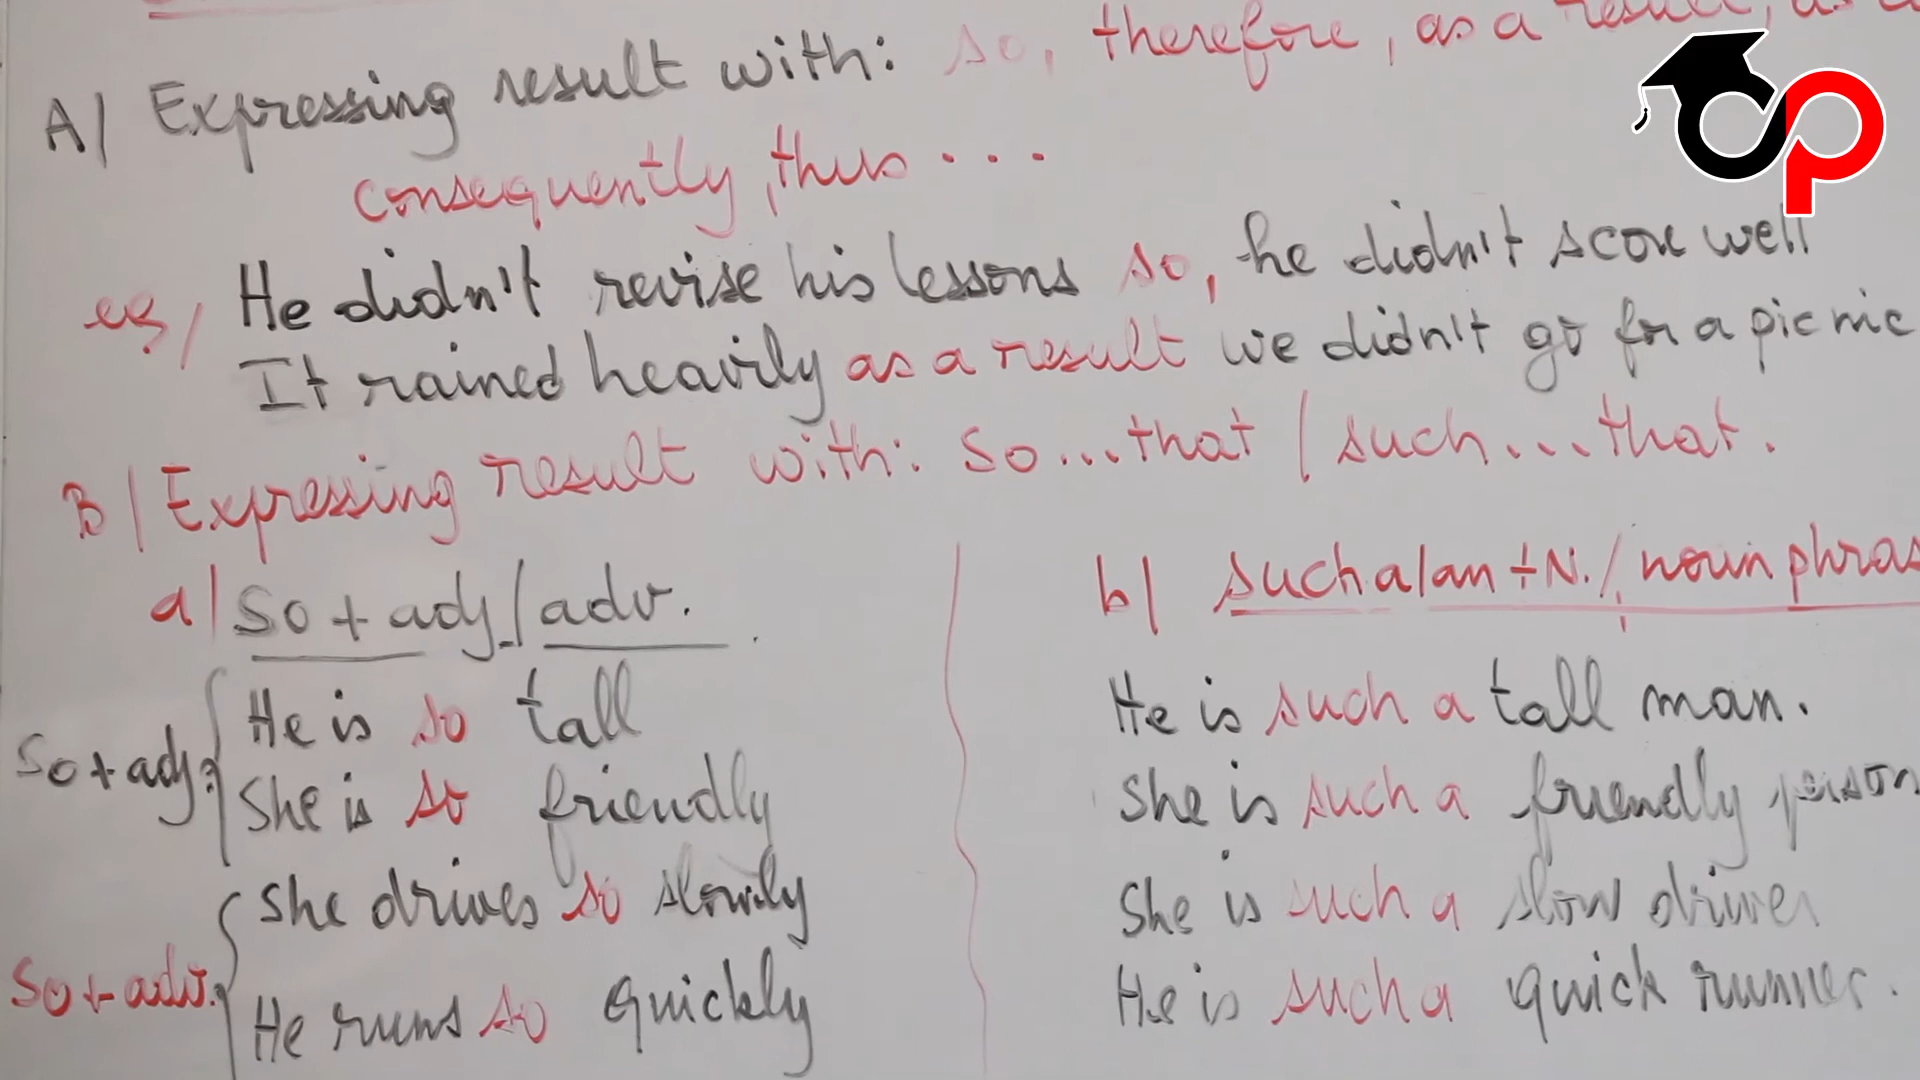 A/ Expressing result with: so, therefore, as a result, as a
consequently, thus ...
eg/ He didn't revise his lessons so, he didn't score well
It rained heavily as a result we didn't go for a picnic
B/ Expressing result with: so...that / such...that.
a/ So + adj / adv.
So + adj:
He is so tall
She is so friendly
So + adv.
She drives so slowly
He runs so quickly
b/ such a/an + N. / noun phras
He is such a tall man.
She is such a friendly person
She is such a slow driver
He is such a quick runner.